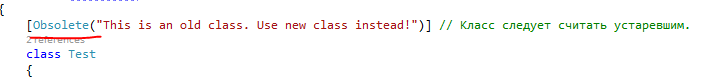 {
[Obsolete("This is an old class. Use new class instead!")] // Класс следует считать устаревшим.
2 references
class Test
{